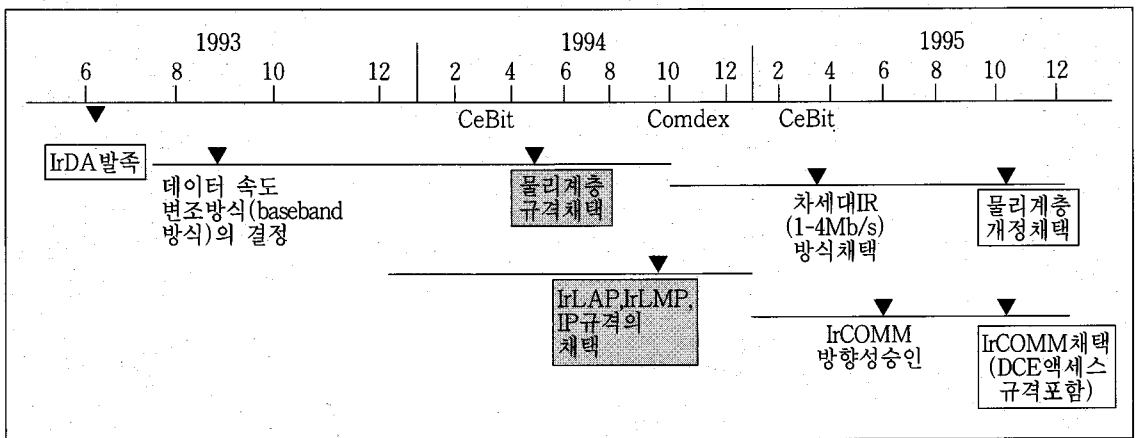 1993 1994 1995
6 8 10 12 2 4 6 8 10 12 2 4 6 8 10 12
CeBit Comdex CeBit
IrDA발족
데이터 속도
변조방식(baseband
방식)의 결정
물리계층
규격채택
차세대IR
(1-4Mb/s)
방식채택
물리계층
개정채택
IrLAP,IrLMP,
IP규격의
채택
IrCOMM
방향성승인
IrCOMM채택
(DCE액세스
규격포함)